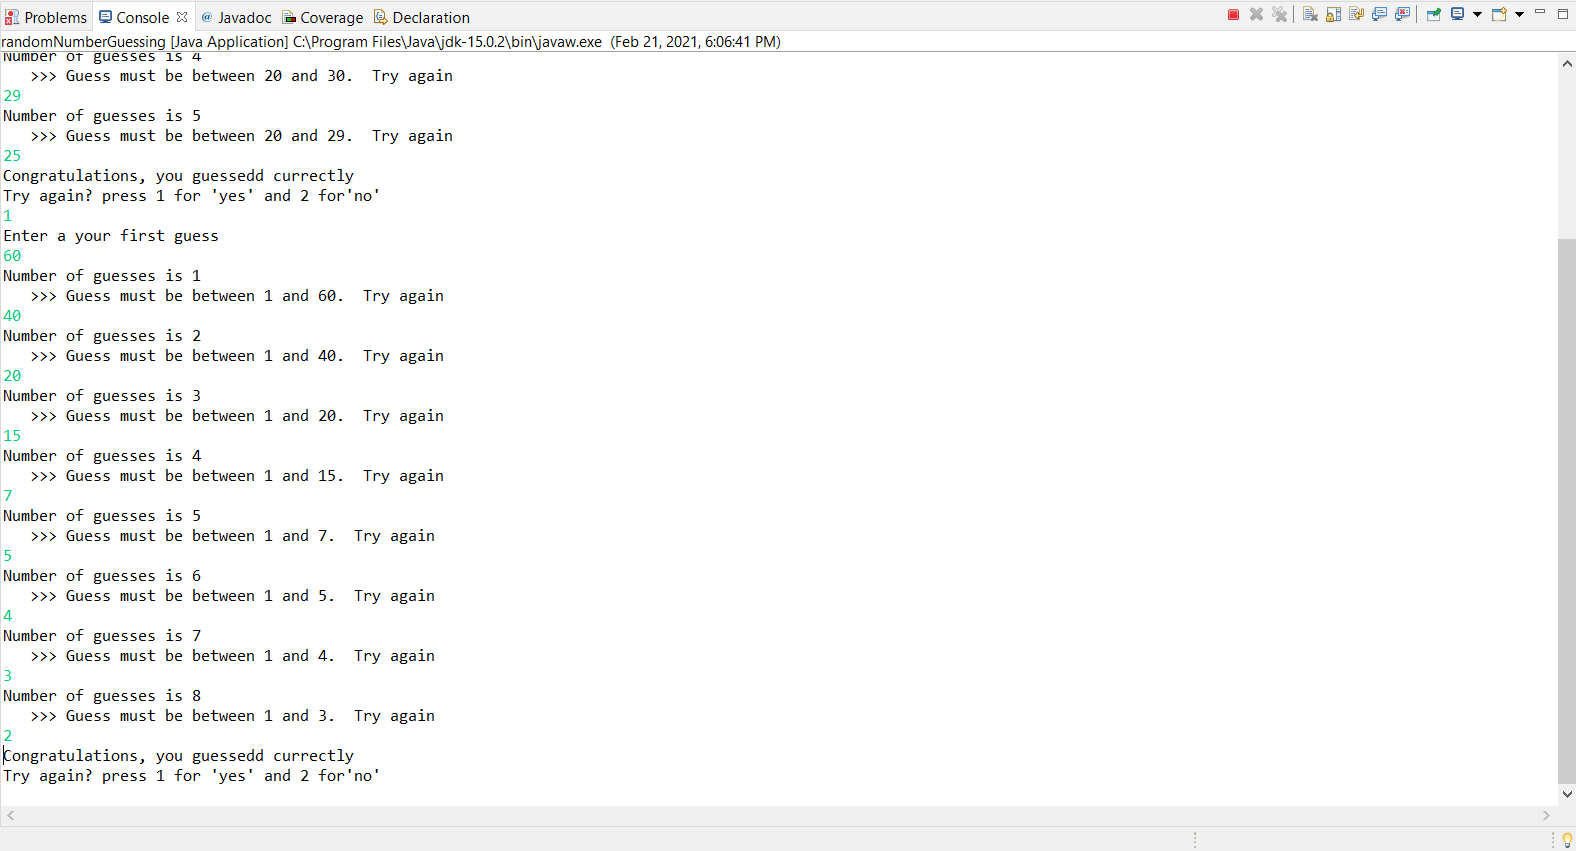 Problems Console @ Javadoc Coverage Declaration
randomNumberGuessing [Java Application] C:\Program Files\Java\jdk-15.0.2\bin\javaw.exe (Feb 21, 2021, 6:06:41 PM)
Number of guesses is 4
>>> Guess must be between 20 and 30.  Try again
29
Number of guesses is 5
>>> Guess must be between 20 and 29.  Try again
25
Congratulations, you guessedd currectly
Try again? press 1 for 'yes' and 2 for'no'
1
Enter a your first guess
60
Number of guesses is 1
>>> Guess must be between 1 and 60.  Try again
40
Number of guesses is 2
>>> Guess must be between 1 and 40.  Try again
20
Number of guesses is 3
>>> Guess must be between 1 and 20.  Try again
15
Number of guesses is 4
>>> Guess must be between 1 and 15.  Try again
7
Number of guesses is 5
>>> Guess must be between 1 and 7.  Try again
5
Number of guesses is 6
>>> Guess must be between 1 and 5.  Try again
4
Number of guesses is 7
>>> Guess must be between 1 and 4.  Try again
3
Number of guesses is 8
>>> Guess must be between 1 and 3.  Try again
2
Congratulations, you guessedd currectly
Try again? press 1 for 'yes' and 2 for'no'